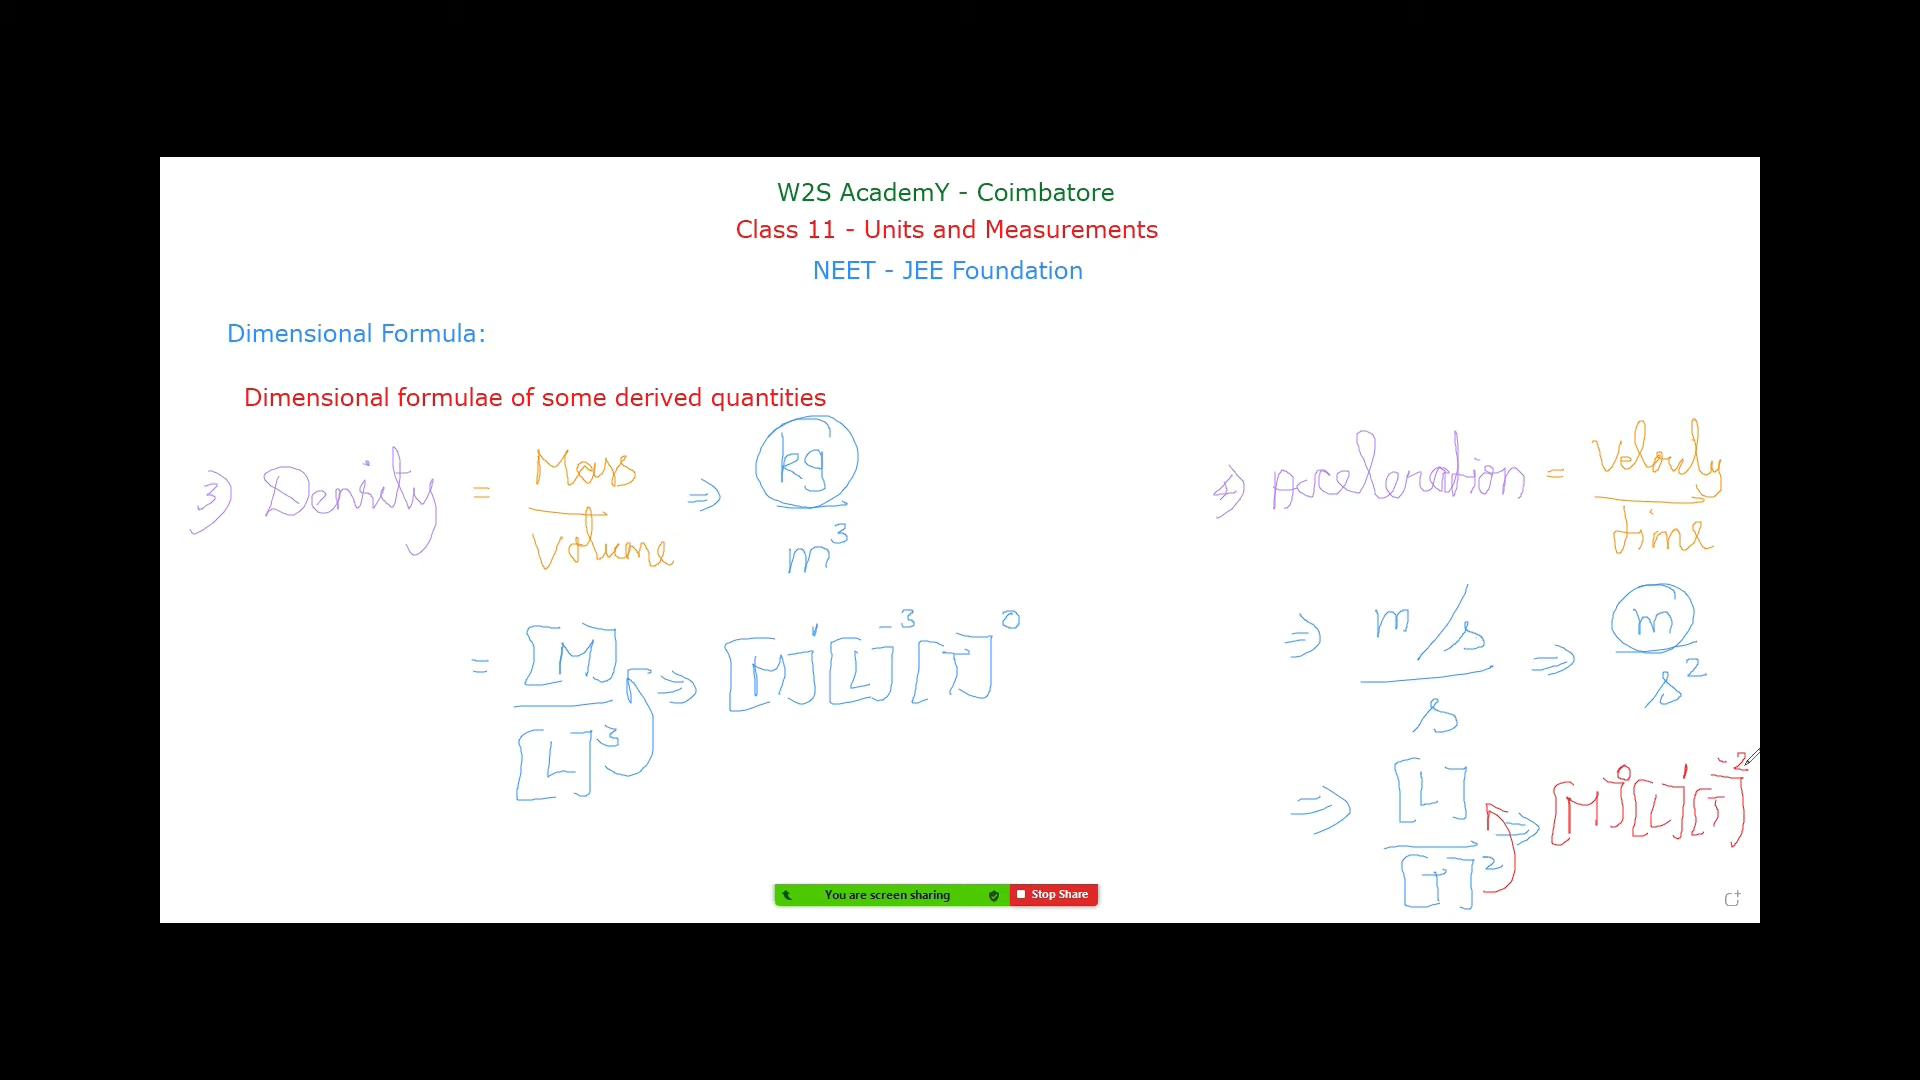 W2S AcademY - Coimbatore
Class 11 - Units and Measurements
NEET - JEE Foundation
Dimensional Formula:
Dimensional formulae of some derived quantities
3) Density = Mass / Volume ⇒ kg / m³
= [M] / [L]³ ⇒ [M]¹ [L]⁻³ [T]⁰
4) Acceleration = Velocity / time
⇒ m/s / s ⇒ m / s²
⇒ [L] / [T]² ⇒ [M]⁰ [L]¹ [T]⁻²
You are screen sharing Stop Share